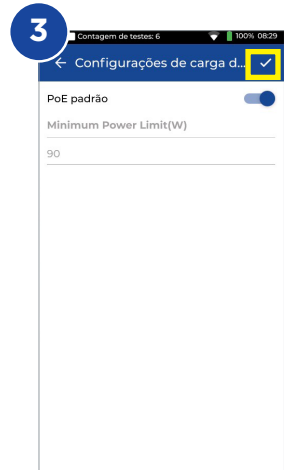 3
Contagem de testes: 6 100% 08:29
Configurações de carga d...
PoE padrão
Minimum Power Limit(W)
90